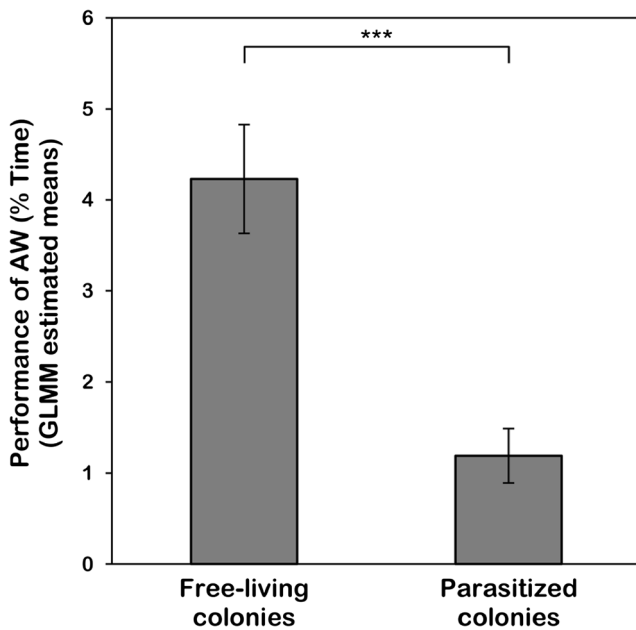 Performance of AW (% Time)
(GLMM estimated means)
6
5
4
3
2
1
0
***
Free-living
colonies
Parasitized
colonies